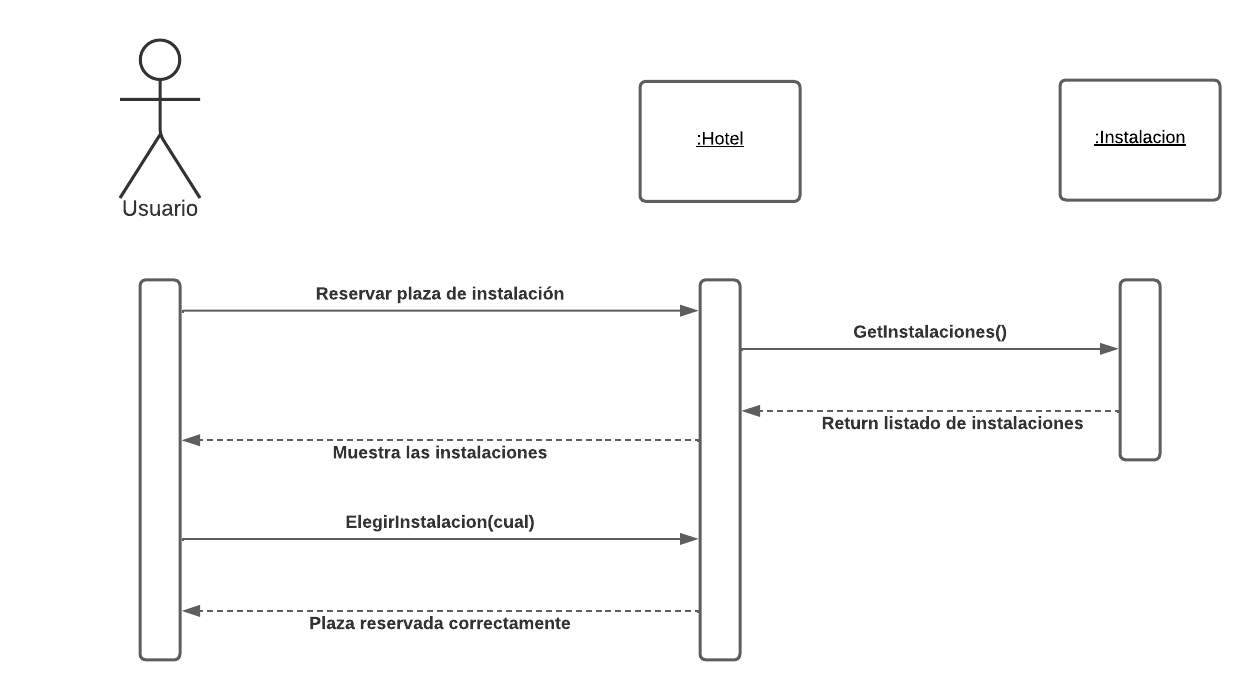 Usuario
:Hotel
:Instalacion
Reservar plaza de instalación
GetInstalaciones()
Return listado de instalaciones
Muestra las instalaciones
ElegirInstalacion(cual)
Plaza reservada correctamente